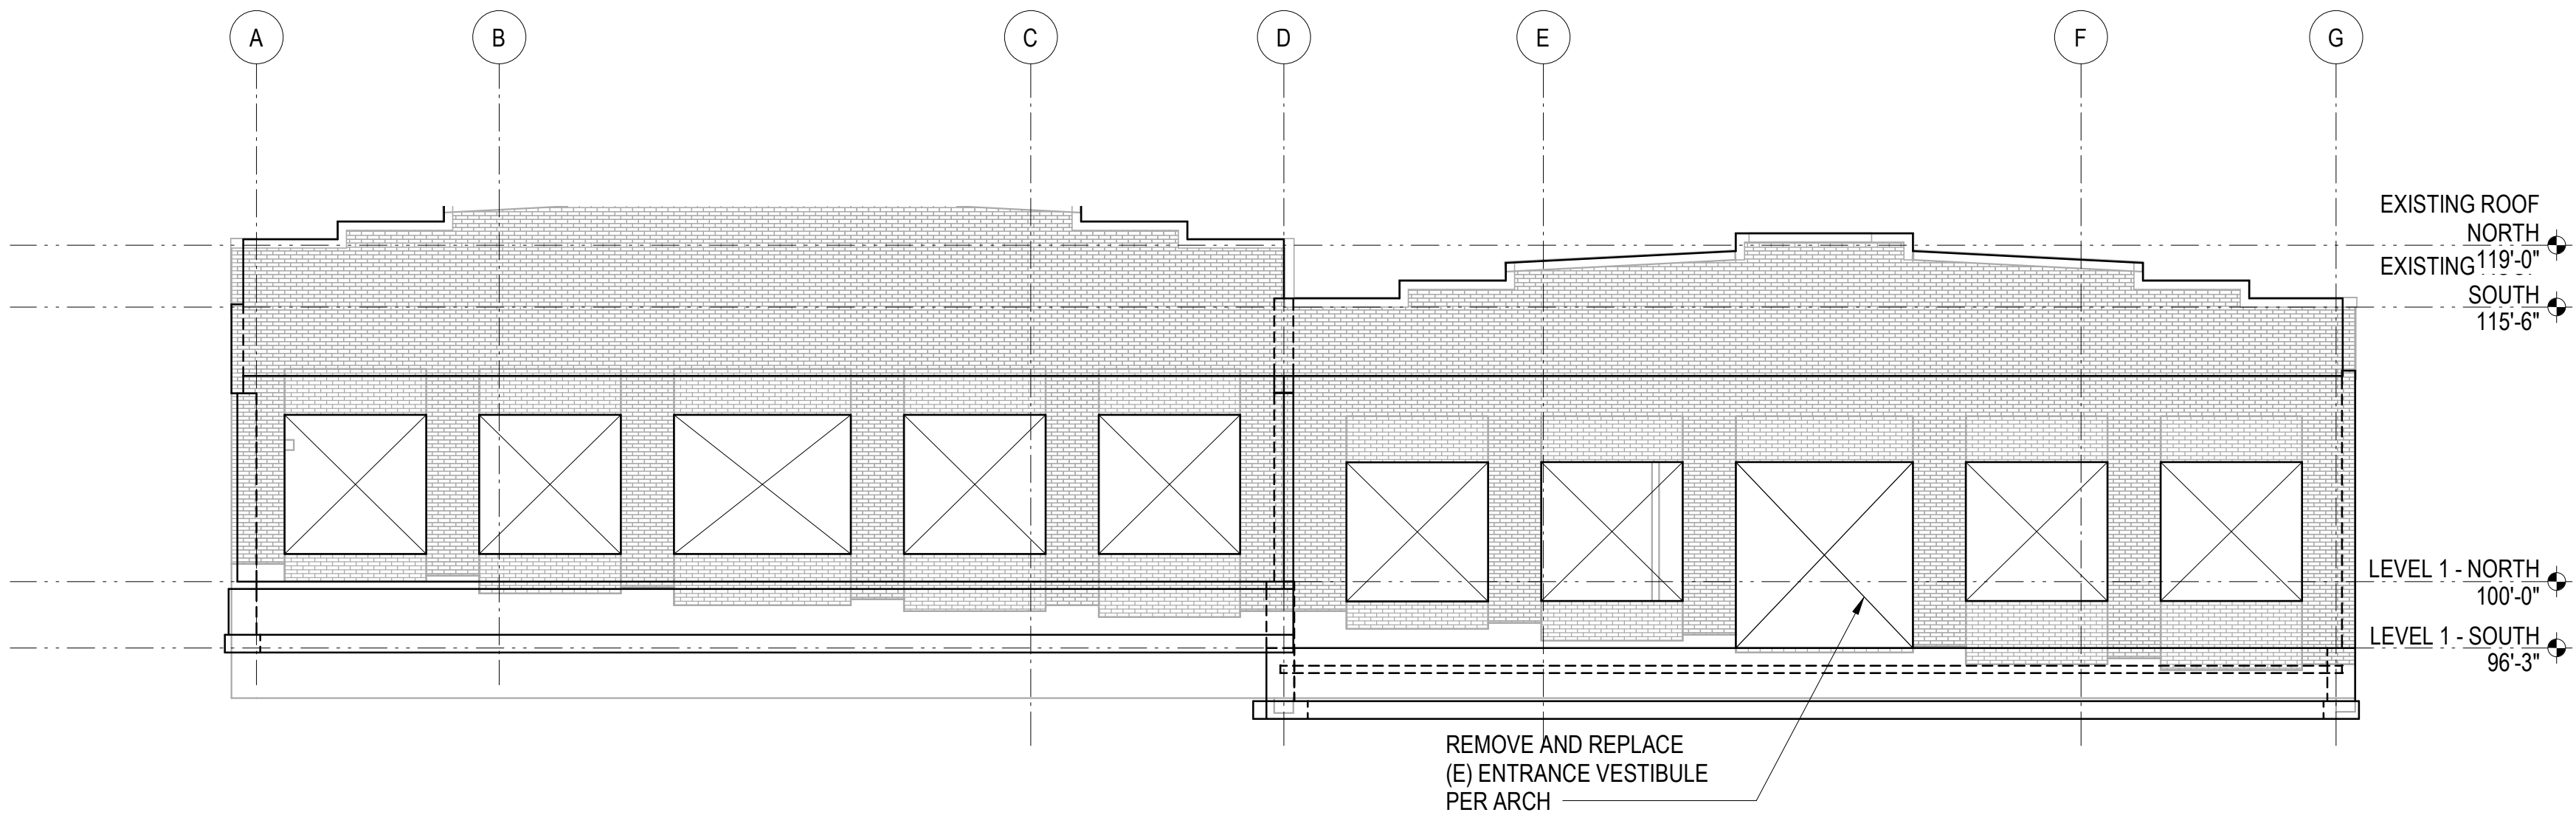 A
B
C
D
E
F
G
EXISTING ROOF
NORTH
119'-0"
EXISTING
SOUTH
115'-6"
LEVEL 1 - NORTH
100'-0"
LEVEL 1 - SOUTH
96'-3"
REMOVE AND REPLACE
(E) ENTRANCE VESTIBULE
PER ARCH